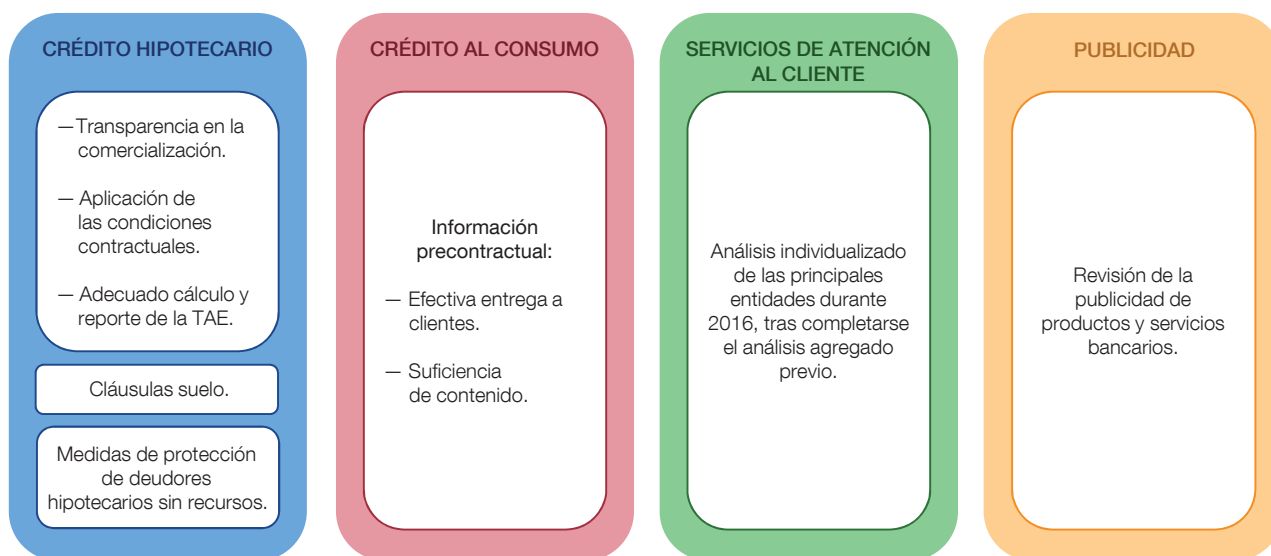 CRÉDITO HIPOTECARIO
—Transparencia en la
comercialización.
— Aplicación de
las condiciones
contractuales.
— Adecuado cálculo y
reporte de la TAE.
Cláusulas suelo.
Medidas de protección
de deudores
hipotecarios sin recursos.
CRÉDITO AL CONSUMO
Información
precontractual:
— Efectiva entrega a
clientes.
— Suficiencia
de contenido.
SERVICIOS DE ATENCIÓN
AL CLIENTE
Análisis individualizado
de las principales
entidades durante
2016, tras completarse
el análisis agregado
previo.
PUBLICIDAD
Revisión de la
publicidad de
productos y servicios
bancarios.